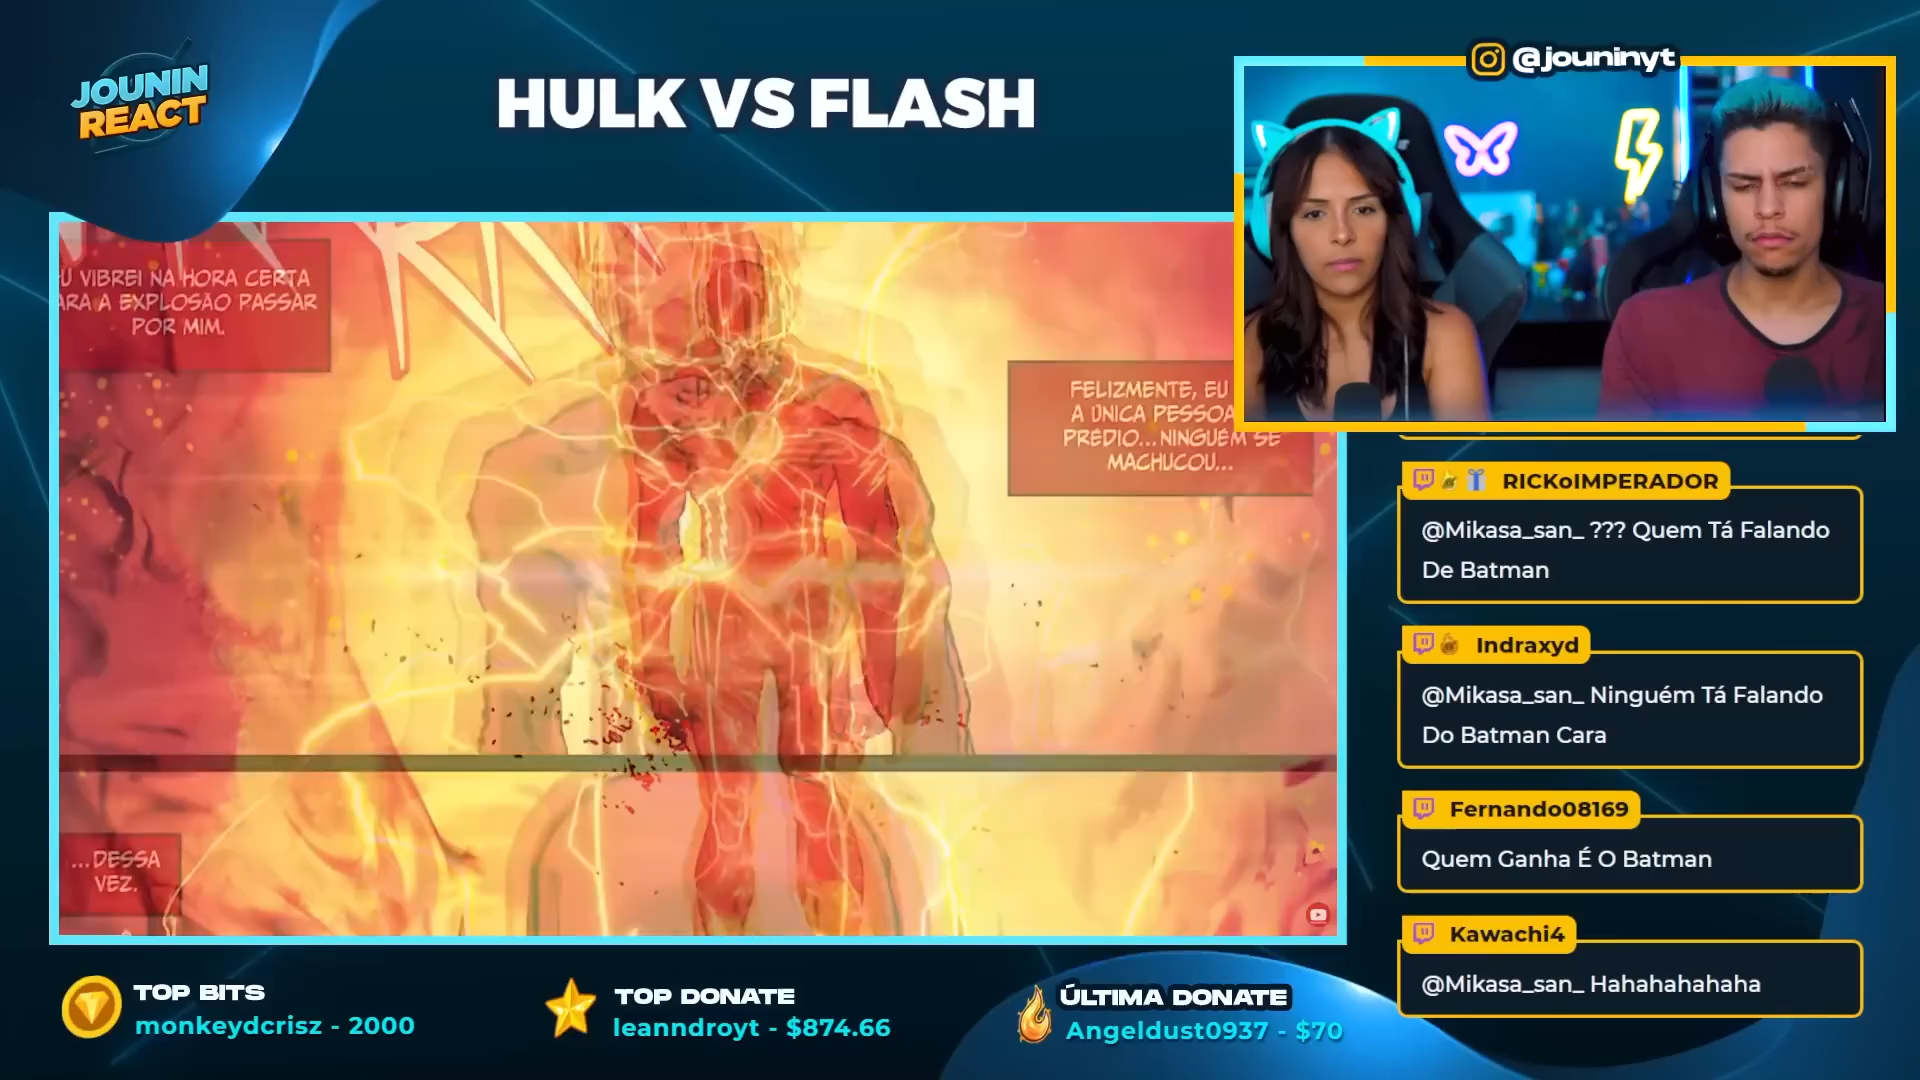 JOUNIN
REACT
HULK VS FLASH
@jouninyt
U VIBREI NA HORA CERTA
ARA A EXPLOSÃO PASSAR
POR MIM.
FELIZMENTE, EU
A ÚNICA PESSOA
PRÉDIO...NINGUÉM SE
MACHUCOU...
...DESSA
VEZ.
RICKoIMPERADOR
@Mikasa_san_ ??? Quem Tá Falando
De Batman
Indraxyd
@Mikasa_san_ Ninguém Tá Falando
Do Batman Cara
Fernando08169
Quem Ganha É O Batman
Kawachi4
@Mikasa_san_ Hahahahahaha
TOP BITS
monkeydcrisz - 2000
TOP DONATE
leanndroyt - $874.66
ÚLTIMA DONATE
Angeldust0937 - $70